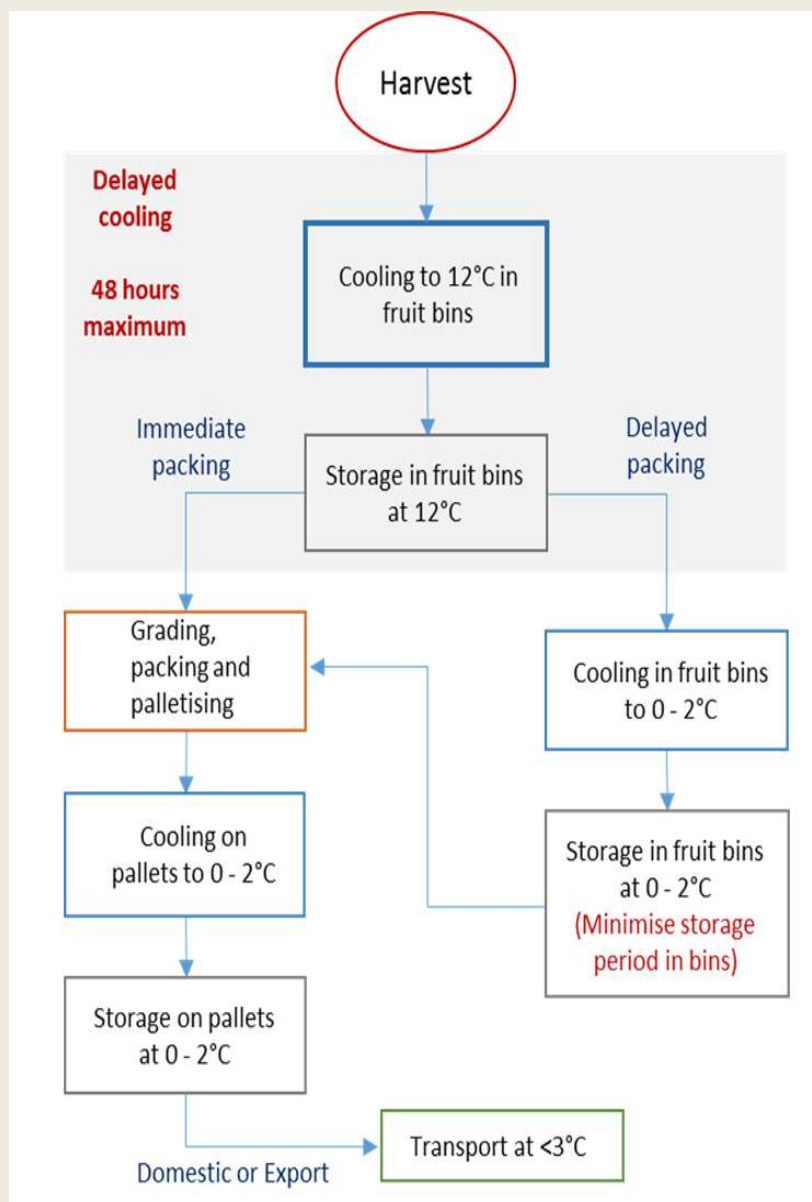 Harvest
Delayed
cooling
48 hours
maximum
Cooling to 12°C in
fruit bins
Immediate
packing
Delayed
packing
Storage in fruit bins
at 12°C
Grading,
packing and
palletising
Cooling in fruit bins
to 0 - 2°C
Cooling on
pallets to 0 - 2°C
Storage in fruit bins
at 0 - 2°C
(Minimise storage
period in bins)
Storage on pallets
at 0 - 2°C
Transport at <3°C
Domestic or Export